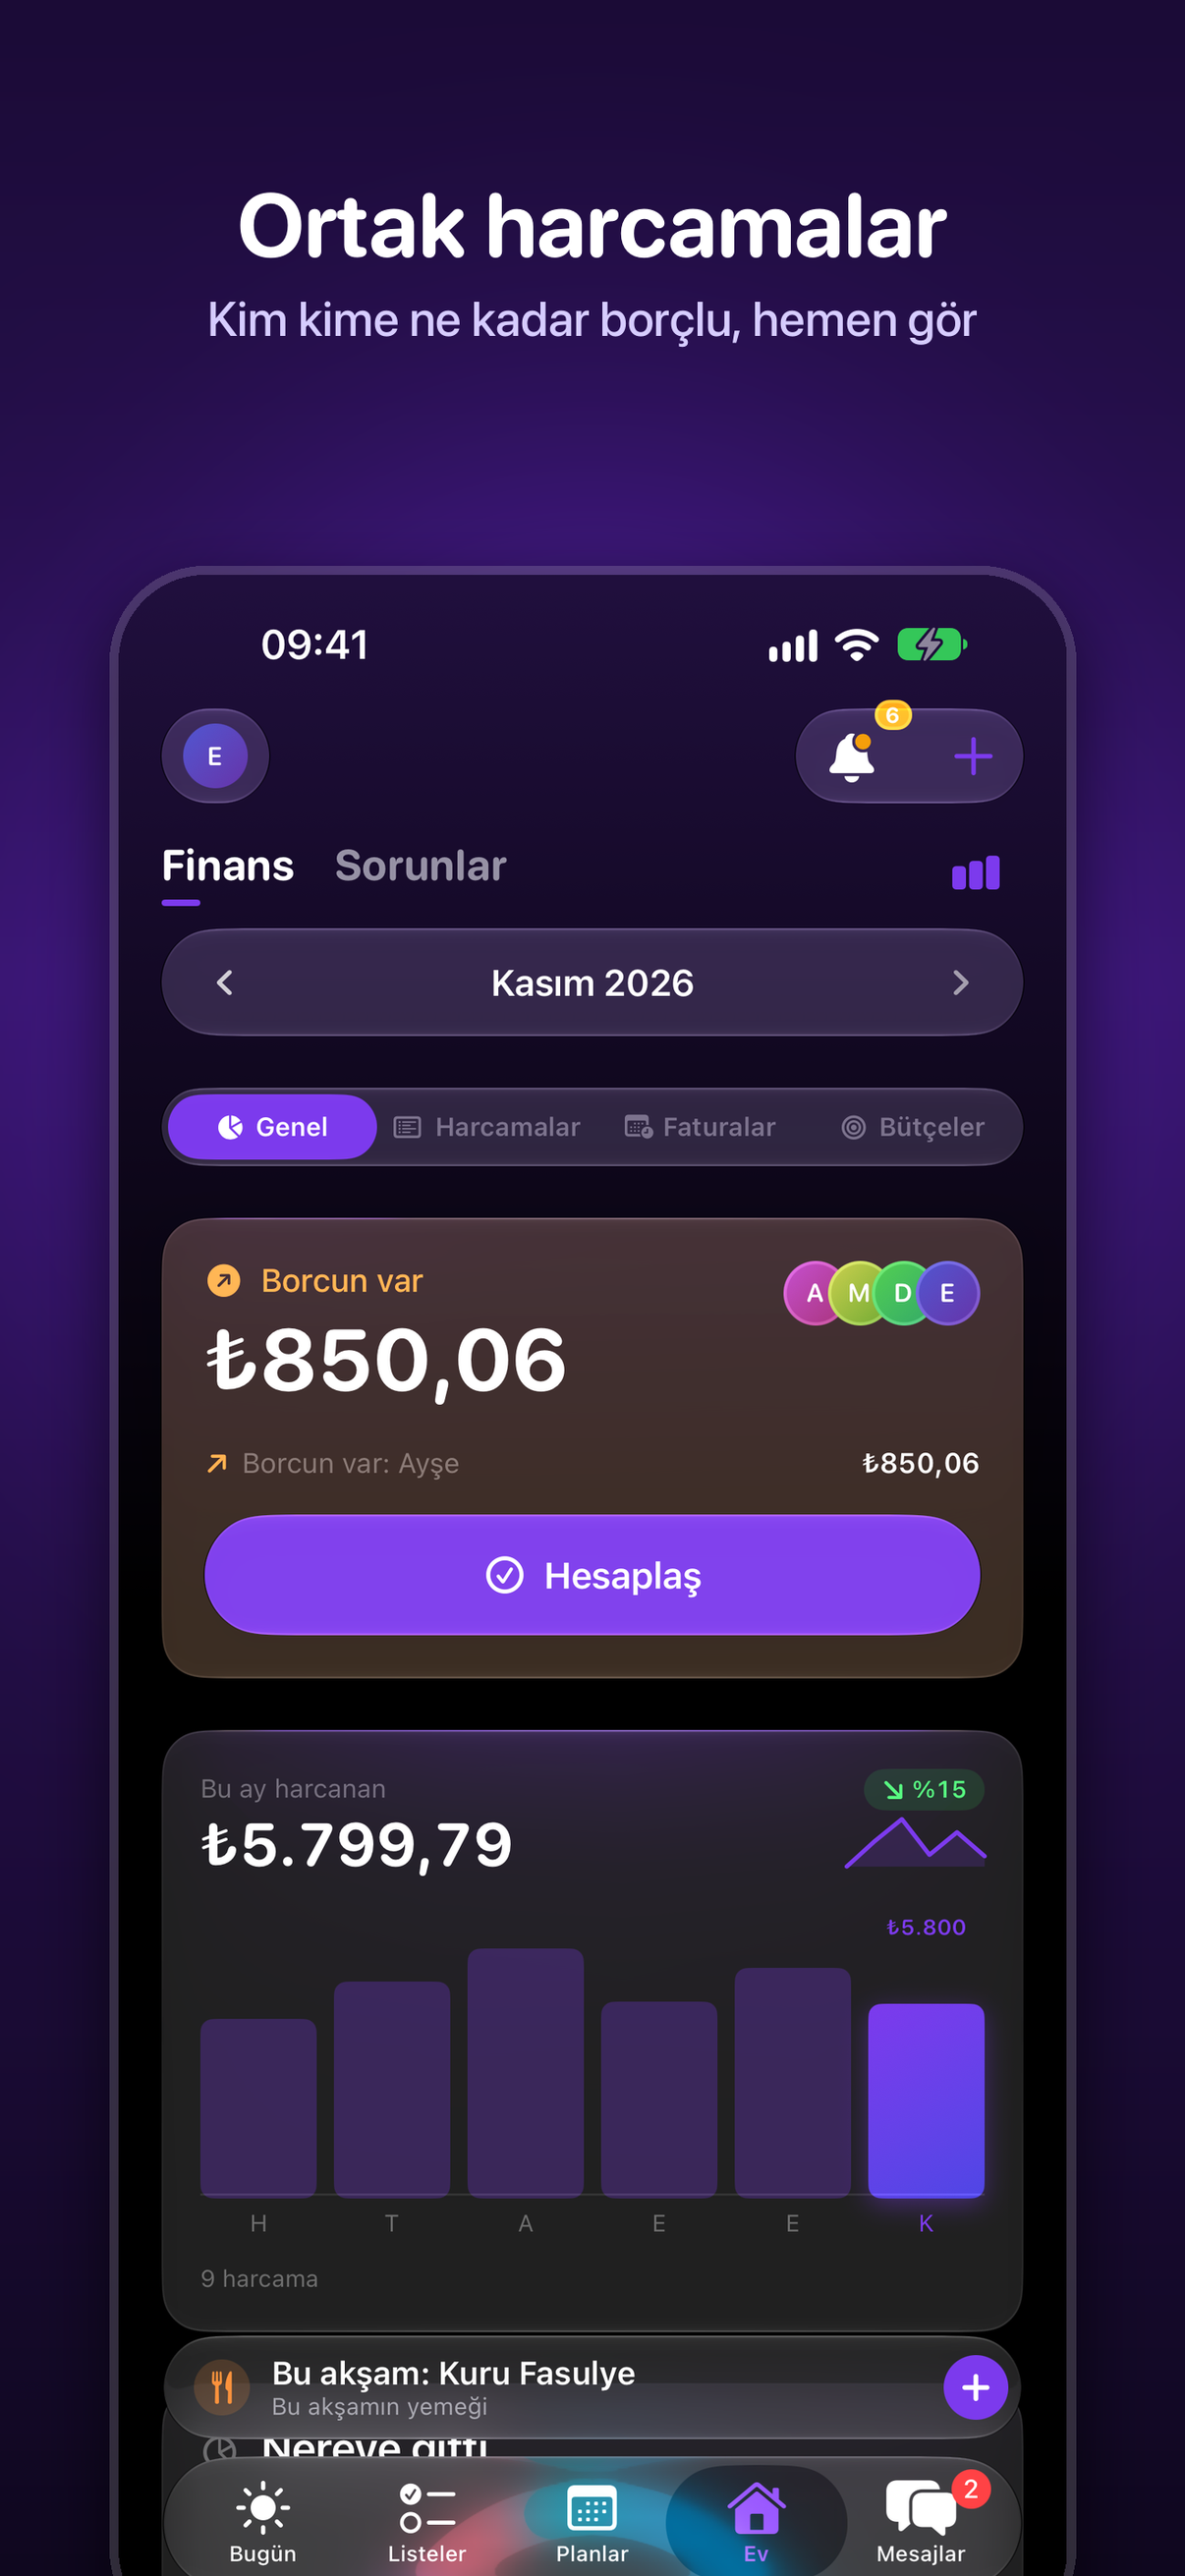 Ortak harcamalar
Kim kime ne kadar borçlu, hemen gör
09:41
E
6
Finans Sorunlar
Kasım 2026
Genel Harcamalar Faturalar Bütçeler
Borcun var
A M D E
₺850,06
Borcun var: Ayşe ₺850,06
Hesaplaş
Bu ay harcanan
%15
₺5.799,79
₺5.800
H T A E E K
9 harcama
Bu akşam: Kuru Fasulye
Bu akşamın yemeği
Nereye gitti
2
Bugün Listeler Planlar Ev Mesajlar